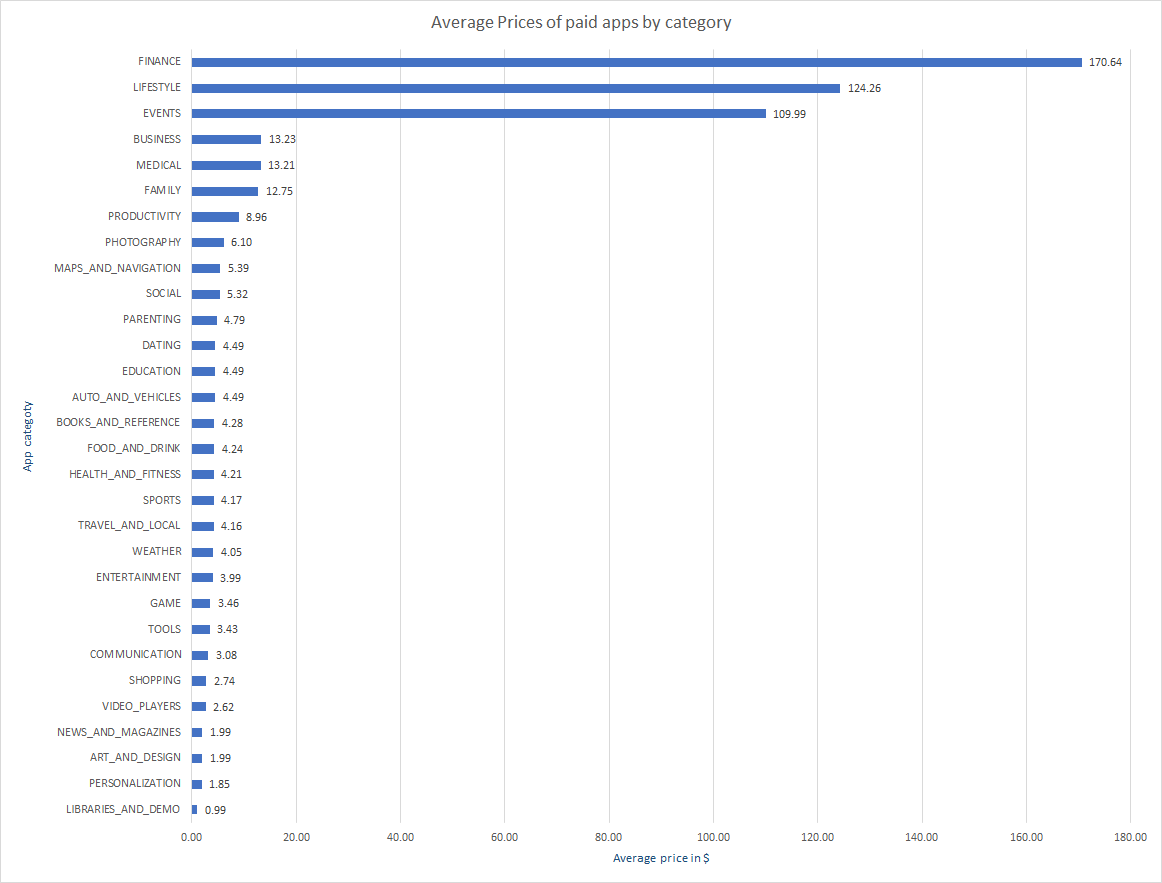 Average Prices of paid apps by category
FINANCE 170.64
LIFESTYLE 124.26
EVENTS 109.99
BUSINESS 13.23
MEDICAL 13.21
FAMILY 12.75
PRODUCTIVITY 8.96
PHOTOGRAPHY 6.10
MAPS_AND_NAVIGATION 5.39
SOCIAL 5.32
PARENTING 4.79
DATING 4.49
EDUCATION 4.49
AUTO_AND_VEHICLES 4.49
BOOKS_AND_REFERENCE 4.28
FOOD_AND_DRINK 4.24
HEALTH_AND_FITNESS 4.21
SPORTS 4.17
TRAVEL_AND_LOCAL 4.16
WEATHER 4.05
ENTERTAINMENT 3.99
GAME 3.46
TOOLS 3.43
COMMUNICATION 3.08
SHOPPING 2.74
VIDEO_PLAYERS 2.62
NEWS_AND_MAGAZINES 1.99
ART_AND_DESIGN 1.99
PERSONALIZATION 1.85
LIBRARIES_AND_DEMO 0.99
App categoty
0.00 20.00 40.00 60.00 80.00 100.00 120.00 140.00 160.00 180.00
Average price in $